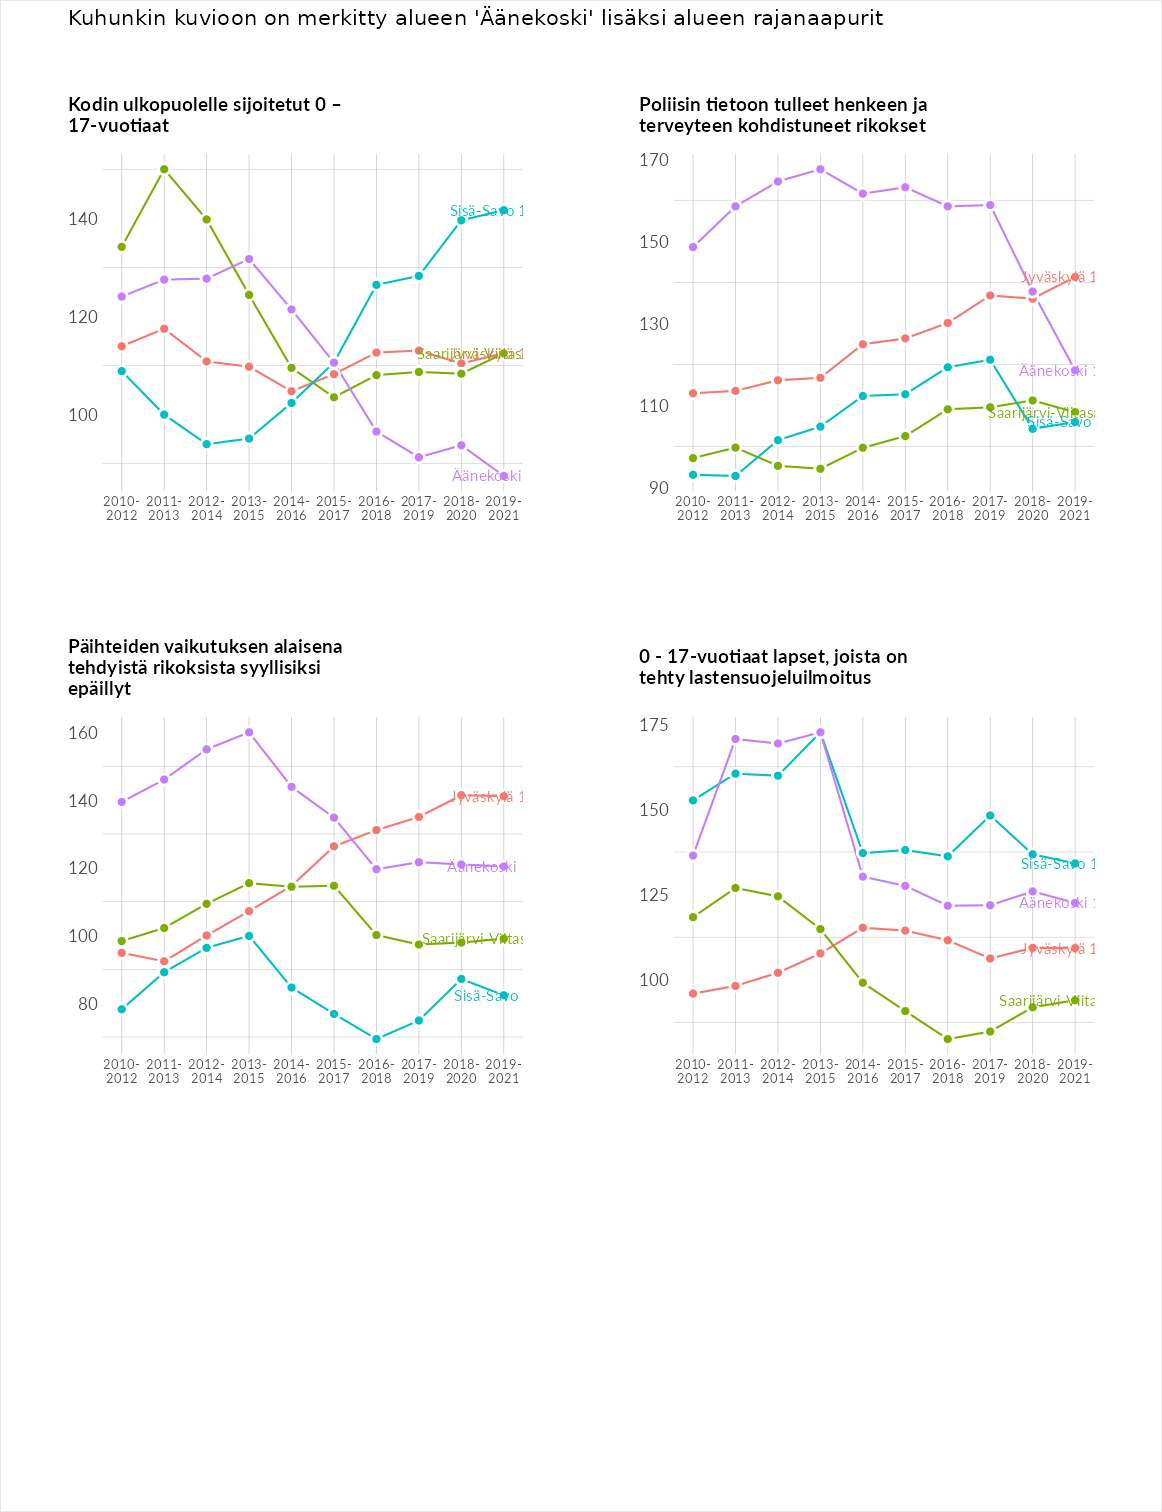 Kuhunkin kuvioon on merkitty alueen 'Äänekoski' lisäksi alueen rajanaapurit
Kodin ulkopuolelle sijoitetut 0 –
17-vuotiaat
140
120
100
Sisä-Savo 1
Saarijärvi-Viitas
Äänekoski
2010- 2011- 2012- 2013- 2014- 2015- 2016- 2017- 2018- 2019-
2012 2013 2014 2015 2016 2017 2018 2019 2020 2021
Poliisin tietoon tulleet henkeen ja
terveyteen kohdistuneet rikokset
170
150
130
110
90
Jyväskylä 1
Äänekoski 1
Saarijärvi-Viitasa
Sisä-Savo
2010- 2011- 2012- 2013- 2014- 2015- 2016- 2017- 2018- 2019-
2012 2013 2014 2015 2016 2017 2018 2019 2020 2021
Päihteiden vaikutuksen alaisena
tehdyistä rikoksista syyllisiksi
epäillyt
160
140
120
100
80
Jyväskylä 1
Äänekoski
Saarijärvi-Viitas
Sisä-Savo
2010- 2011- 2012- 2013- 2014- 2015- 2016- 2017- 2018- 2019-
2012 2013 2014 2015 2016 2017 2018 2019 2020 2021
0 - 17-vuotiaat lapset, joista on
tehty lastensuojeluilmoitus
175
150
125
100
Sisä-Savo 1
Äänekoski 1
Jyväskylä 1
Saarijärvi-Viita
2010- 2011- 2012- 2013- 2014- 2015- 2016- 2017- 2018- 2019-
2012 2013 2014 2015 2016 2017 2018 2019 2020 2021